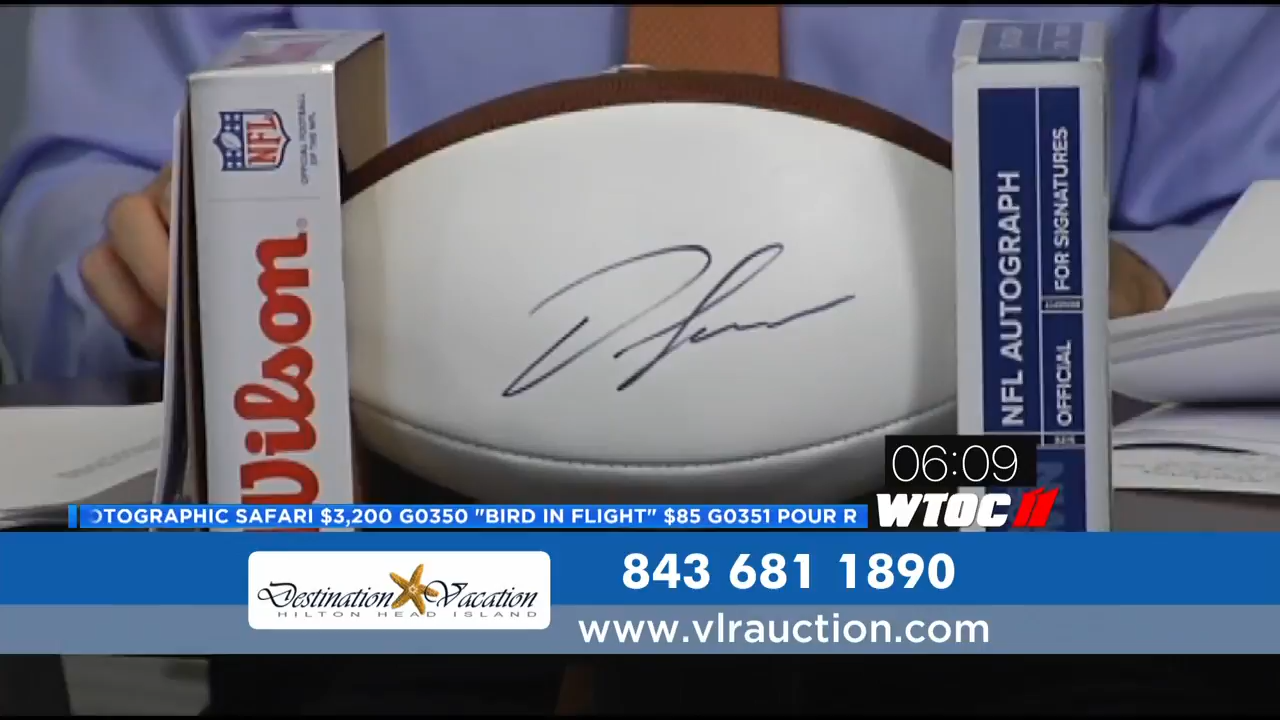 NFL
OFFICIAL FOOTBALL
OF THE NFL
Wilson
NFL AUTOGRAPH
OFFICIAL FOR SIGNATURES
06:09
WTOC 11
OTOGRAPHIC SAFARI $3,200 G0350 "BIRD IN FLIGHT" $85 G0351 POUR R
Destination Vacation
HILTON HEAD ISLAND
843 681 1890
www.vlrauction.com